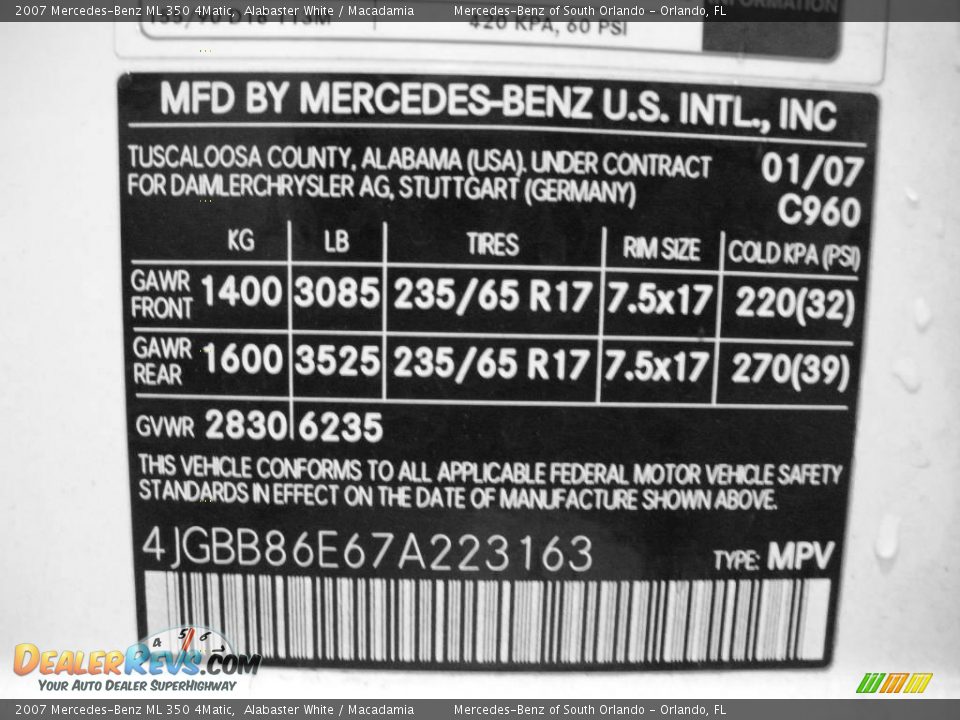 2007 Mercedes-Benz ML 350 4Matic, Alabaster White / Macadamia Mercedes-Benz of South Orlando - Orlando, FL
420 KPA, 60 PSI
MFD BY MERCEDES-BENZ U.S. INTL., INC
TUSCALOOSA COUNTY, ALABAMA (USA). UNDER CONTRACT 01/07
FOR DAIMLERCHRYSLER AG, STUTTGART (GERMANY) C960
KG LB TIRES RIM SIZE COLD KPA (PSI)
GAWR FRONT 1400 3085 235/65 R17 7.5x17 220(32)
GAWR REAR 1600 3525 235/65 R17 7.5x17 270(39)
GVWR 2830 6235
THIS VEHICLE CONFORMS TO ALL APPLICABLE FEDERAL MOTOR VEHICLE SAFETY
STANDARDS IN EFFECT ON THE DATE OF MANUFACTURE SHOWN ABOVE.
4JGBB86E67A223163 TYPE: MPV
4 5 6 7
DEALERREVS.COM
YOUR AUTO DEALER SUPERHIGHWAY
2007 Mercedes-Benz ML 350 4Matic, Alabaster White / Macadamia Mercedes-Benz of South Orlando - Orlando, FL